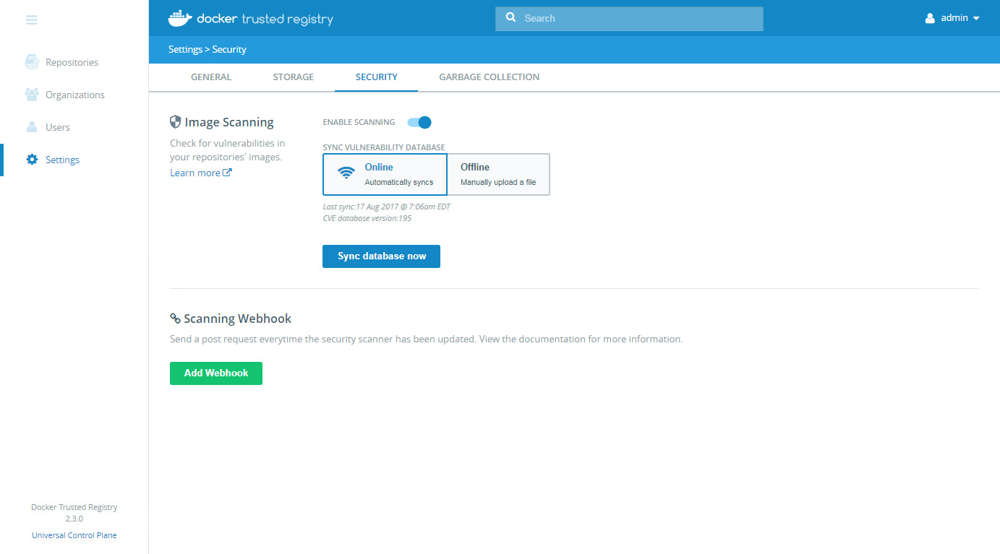 docker trusted registry
Search
admin
Settings > Security
Repositories
Organizations
Users
Settings
GENERAL
STORAGE
SECURITY
GARBAGE COLLECTION
Image Scanning
Check for vulnerabilities in
your repositories' images.
Learn more
ENABLE SCANNING
SYNC VULNERABILITY DATABASE
Online
Automatically syncs
Offline
Manually upload a file
Last sync:17 Aug 2017 @ 7:06am EDT
CVE database version:195
Sync database now
Scanning Webhook
Send a post request everytime the security scanner has been updated. View the documentation for more information.
Add Webhook
Docker Trusted Registry
2.3.0
Universal Control Plane